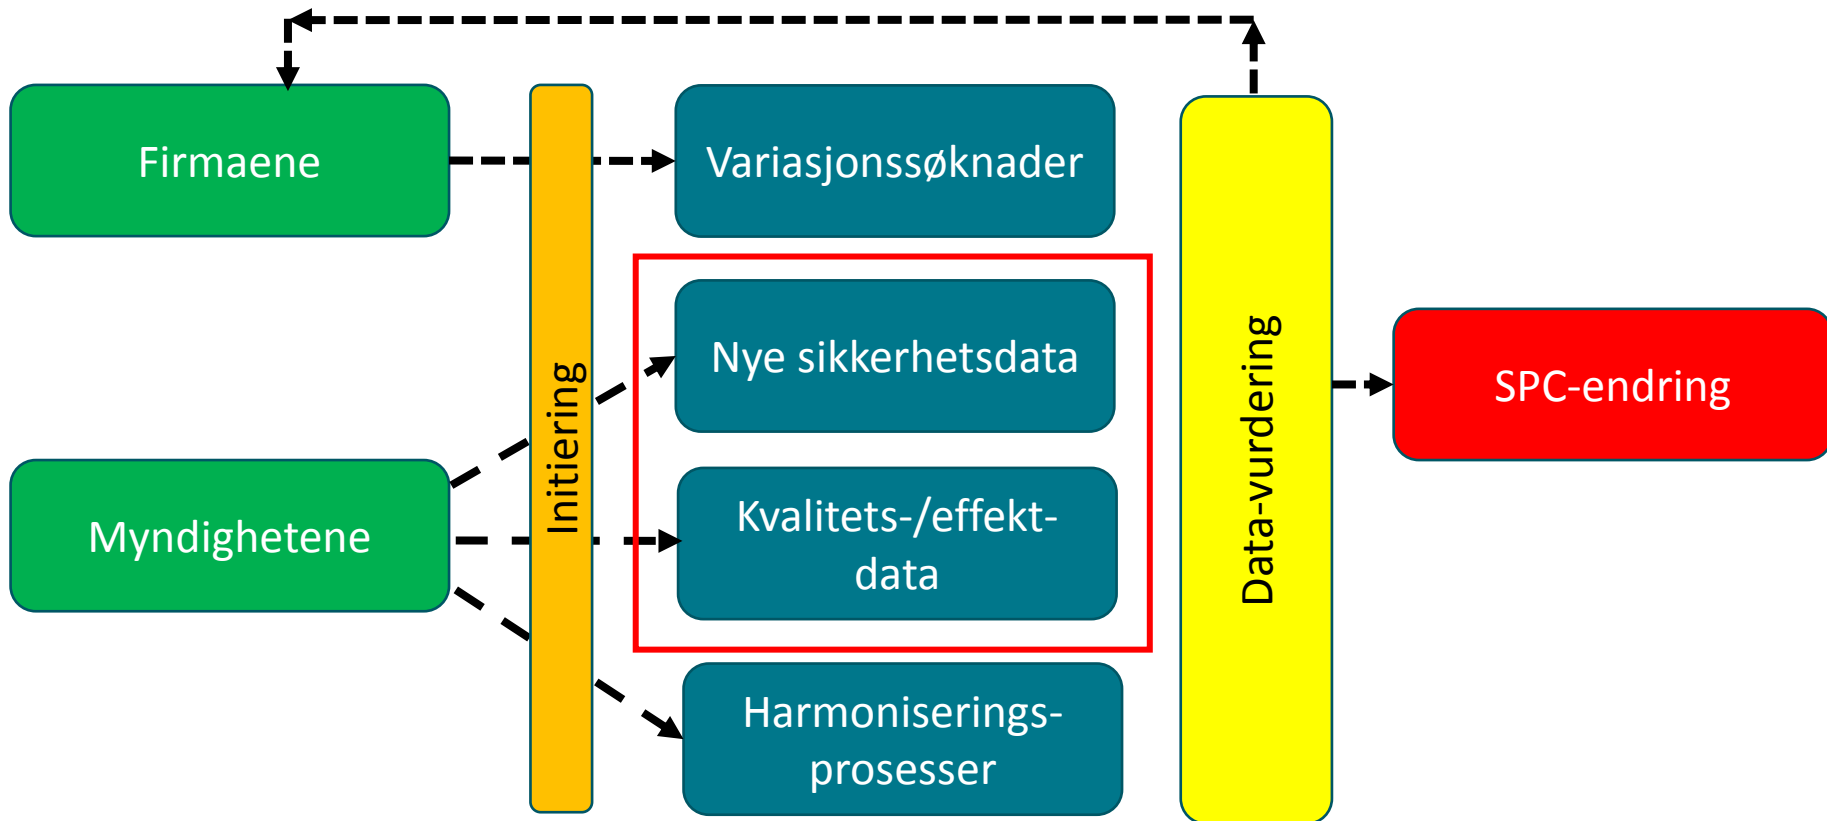 Firmaene
Variasjonssøknader
Initiering
Nye sikkerhetsdata
Data-vurdering
SPC-endring
Myndighetene
Kvalitets-/effekt-
data
Harmoniserings-
prosesser